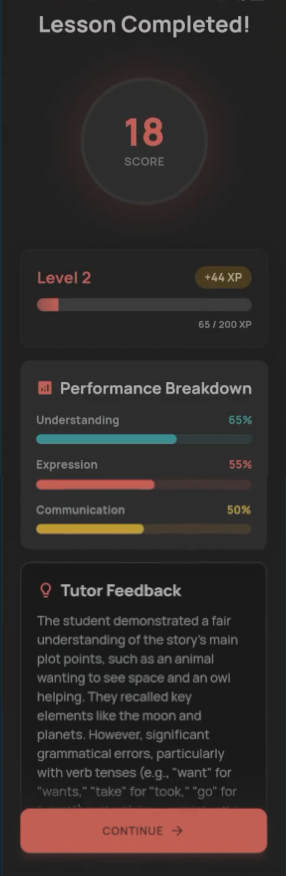 Lesson Completed!
18
SCORE
Level 2
+44 XP
65 / 200 XP
Performance Breakdown
Understanding
65%
Expression
55%
Communication
50%
Tutor Feedback
The student demonstrated a fair
understanding of the story's main
plot points, such as an animal
wanting to see space and an owl
helping. They recalled key
elements like the moon and
planets. However, significant
grammatical errors, particularly
with verb tenses (e.g., "want" for
"wants," "take" for "took," "go" for
CONTINUE →